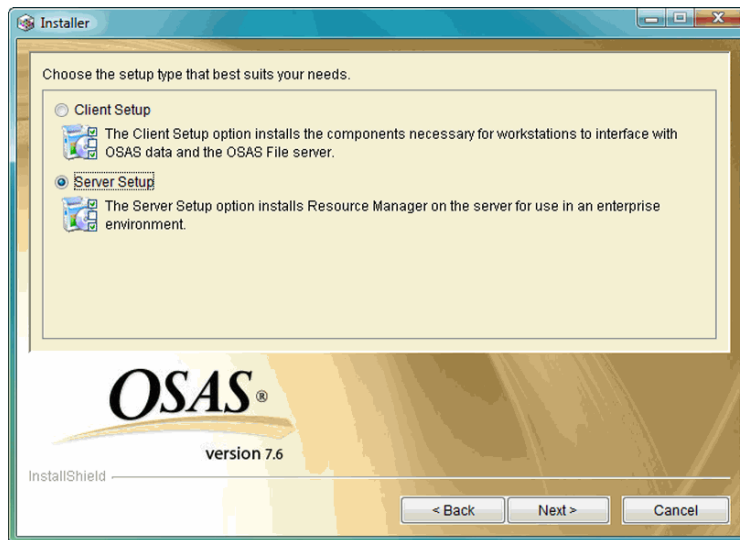 Installer
Choose the setup type that best suits your needs.
Client Setup
The Client Setup option installs the components necessary for workstations to interface with
OSAS data and the OSAS File server.
Server Setup
The Server Setup option installs Resource Manager on the server for use in an enterprise
environment.
OSAS®
version 7.6
InstallShield
< Back
Next >
Cancel